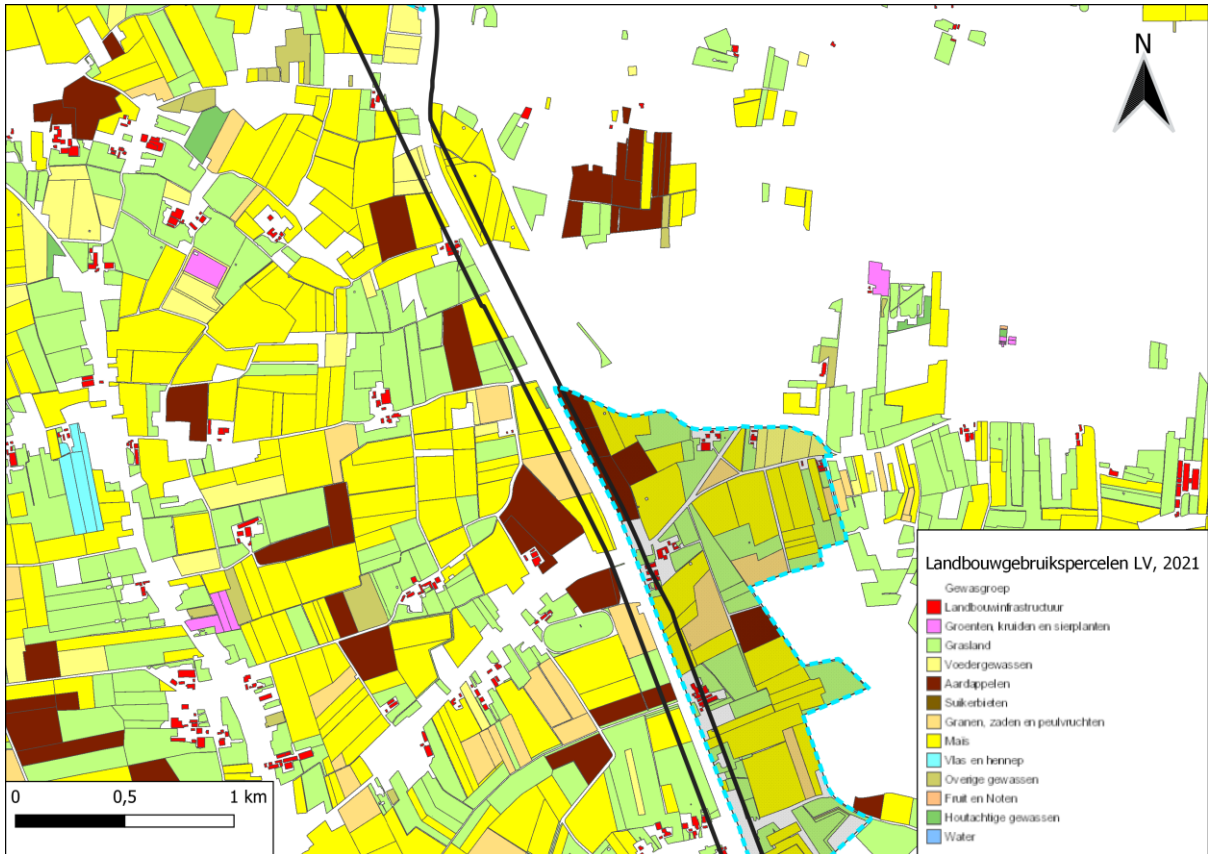 N
Landbouwgebruikspercelen LV, 2021
Gewasgroep
Landbouwinfrastructuur
Groenten, kruiden en sierplanten
Grasland
Voedergewassen
Aardappelen
Suikerbieten
Granen, zaden en peulvruchten
Maïs
Vlas en hennep
Overige gewassen
Fruit en Noten
Houtachtige gewassen
Water
0 0,5 1 km